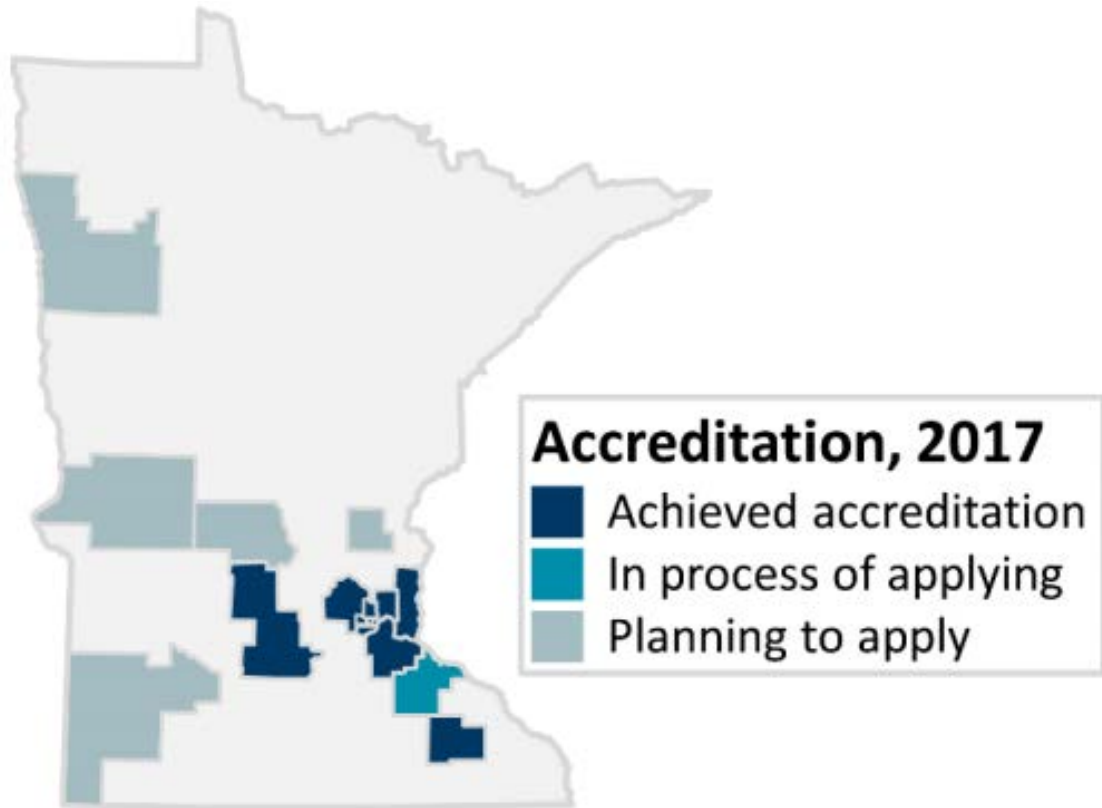 Accreditation, 2017
Achieved accreditation
In process of applying
Planning to apply